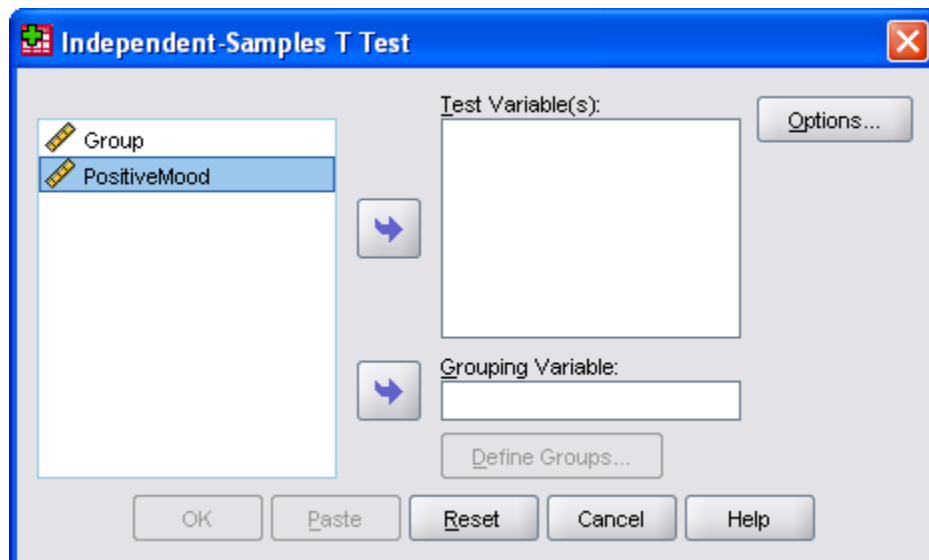 Independent-Samples T Test
Group
PositiveMood
Test Variable(s):
Options...
Grouping Variable:
Define Groups...
OK
Paste
Reset
Cancel
Help